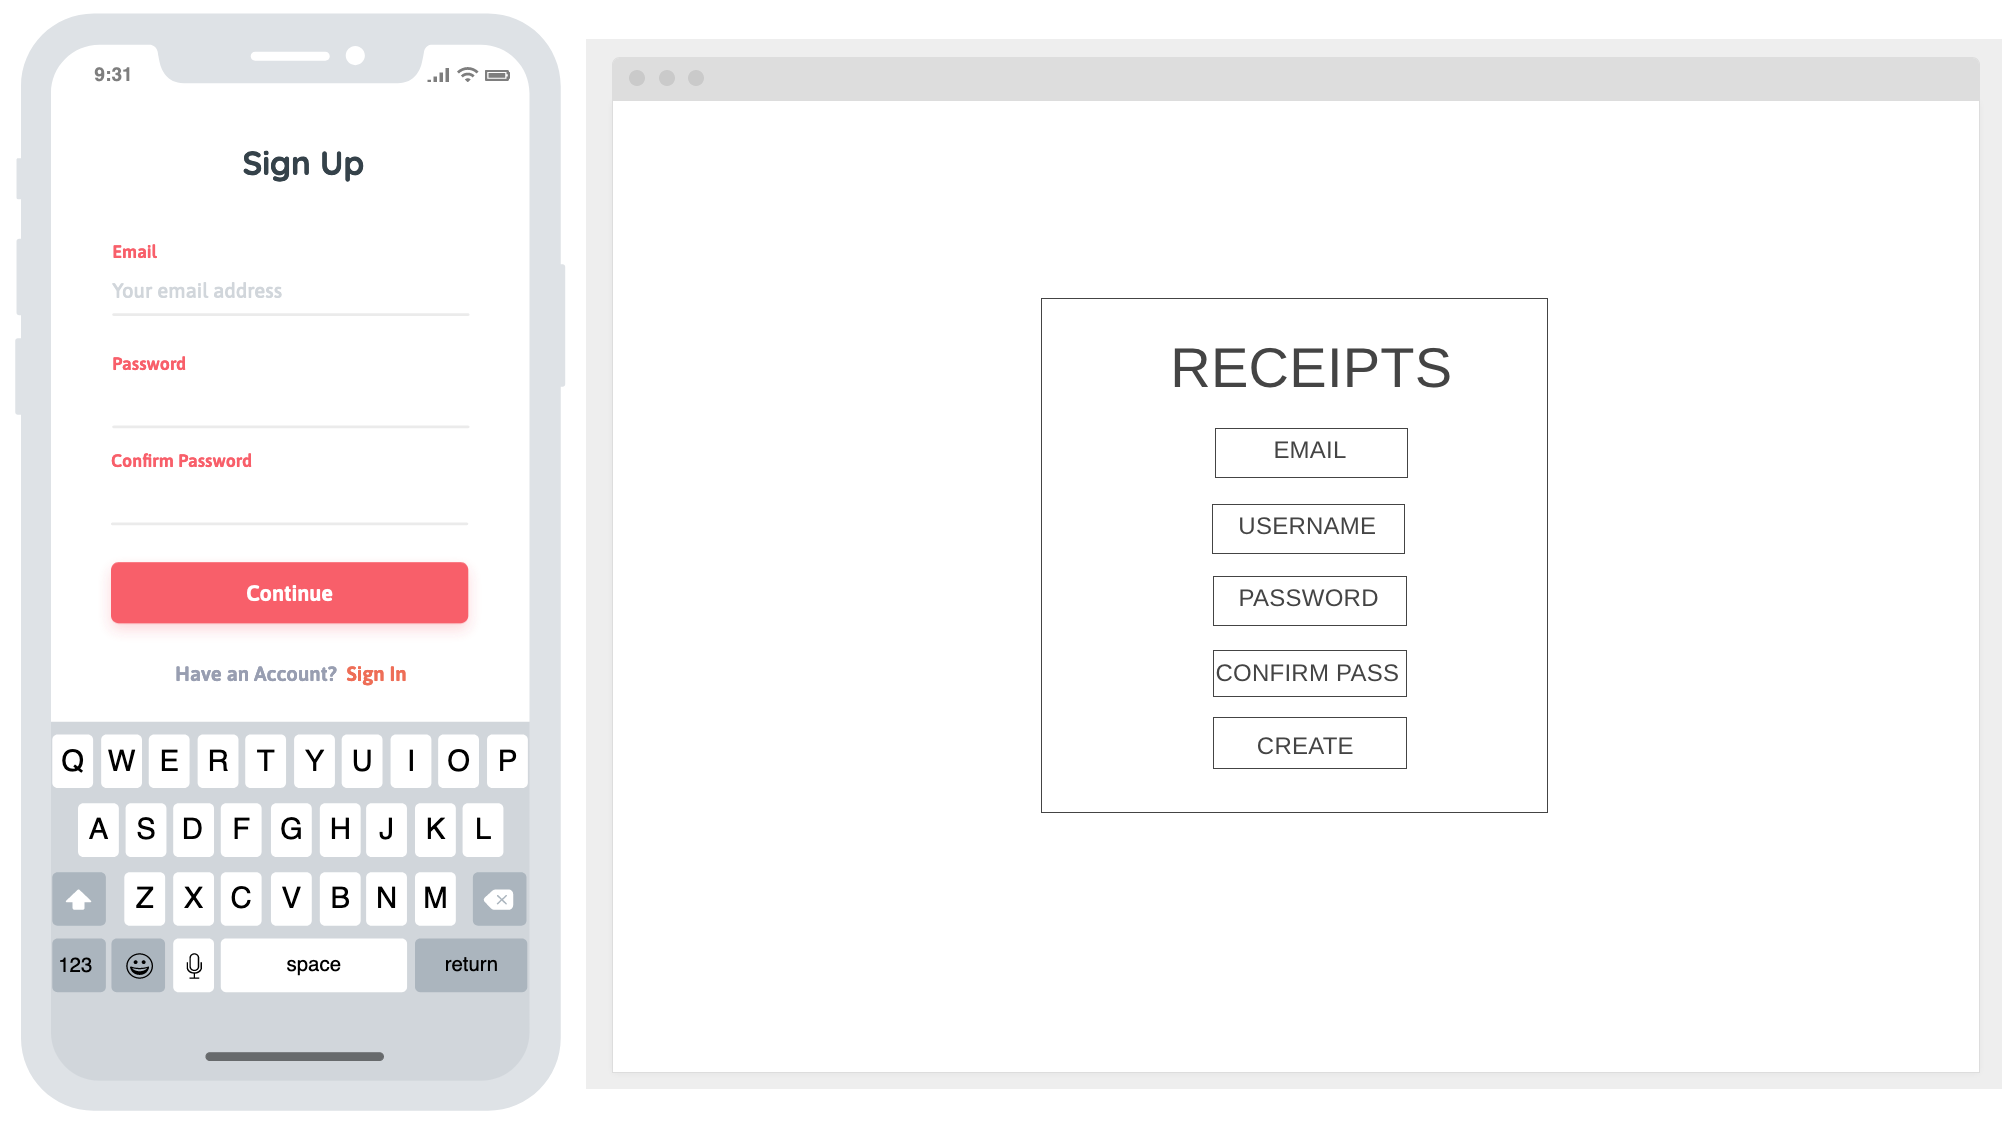 9:31
Sign Up
Email
Your email address
Password
Confirm Password
Continue
Have an Account? Sign In
Q W E R T Y U I O P
A S D F G H J K L
Z X C V B N M
123 space return
RECEIPTS
EMAIL
USERNAME
PASSWORD
CONFIRM PASS
CREATE